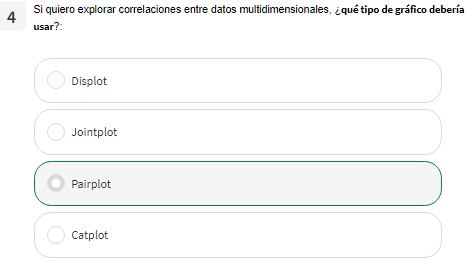 4
Si quiero explorar correlaciones entre datos multidimensionales, ¿qué tipo de gráfico debería
usar?:
Displot
Jointplot
Pairplot
Catplot